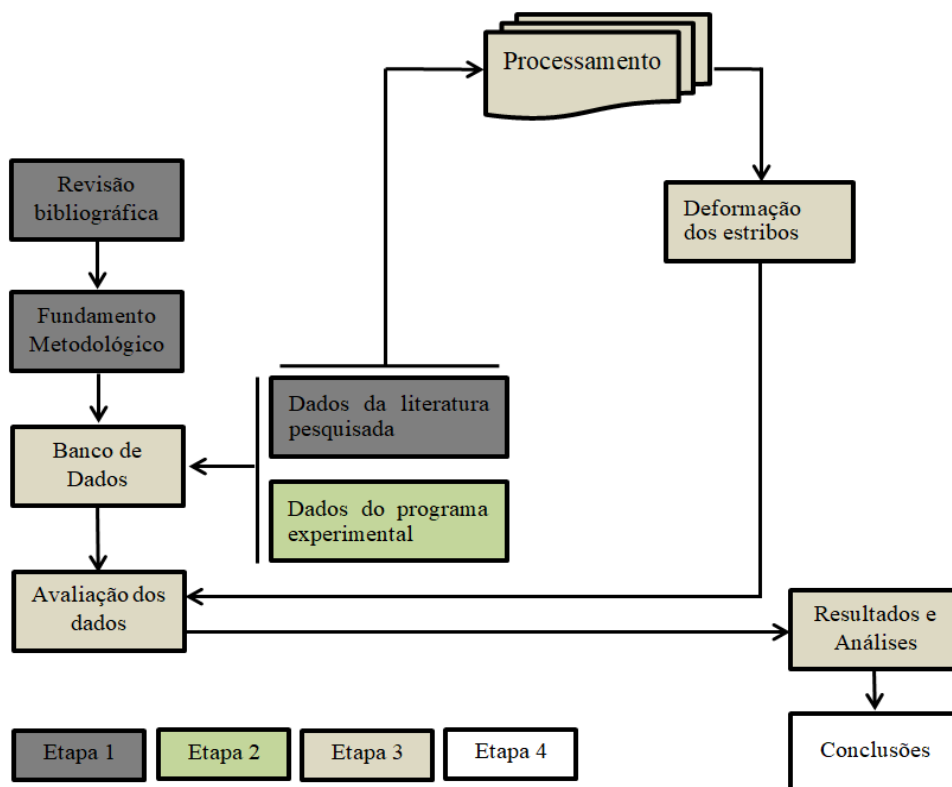 Processamento
Revisão
bibliográfica
Deformação
dos estribos
Fundamento
Metodológico
Dados da literatura
pesquisada
Banco de
Dados
Dados do programa
experimental
Avaliação dos
dados
Resultados e
Análises
Etapa 1
Etapa 2
Etapa 3
Etapa 4
Conclusões